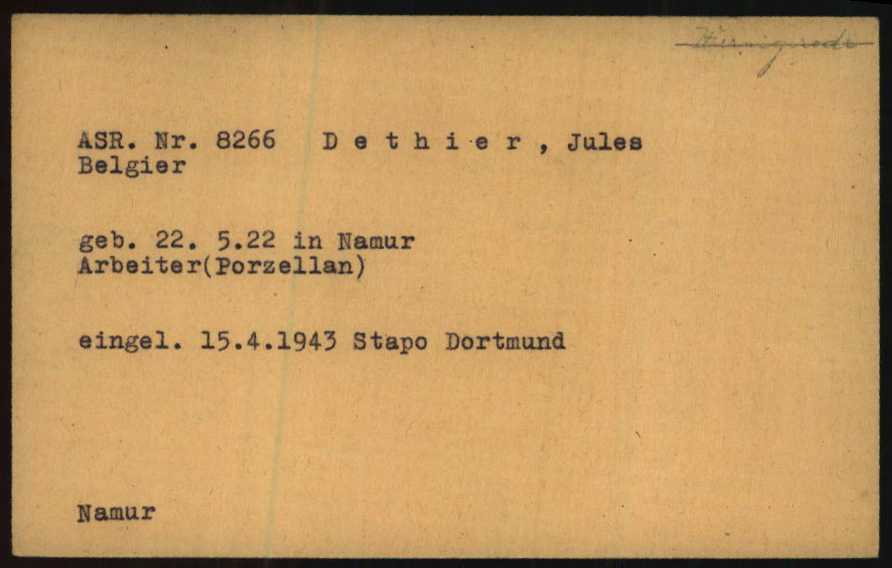 Wernigerode
ASR. Nr. 8266 D e t h i e r , Jules
Belgier
geb. 22. 5.22 in Namur
Arbeiter(Porzellan)
eingel. 15.4.1943 Stapo Dortmund
Namur